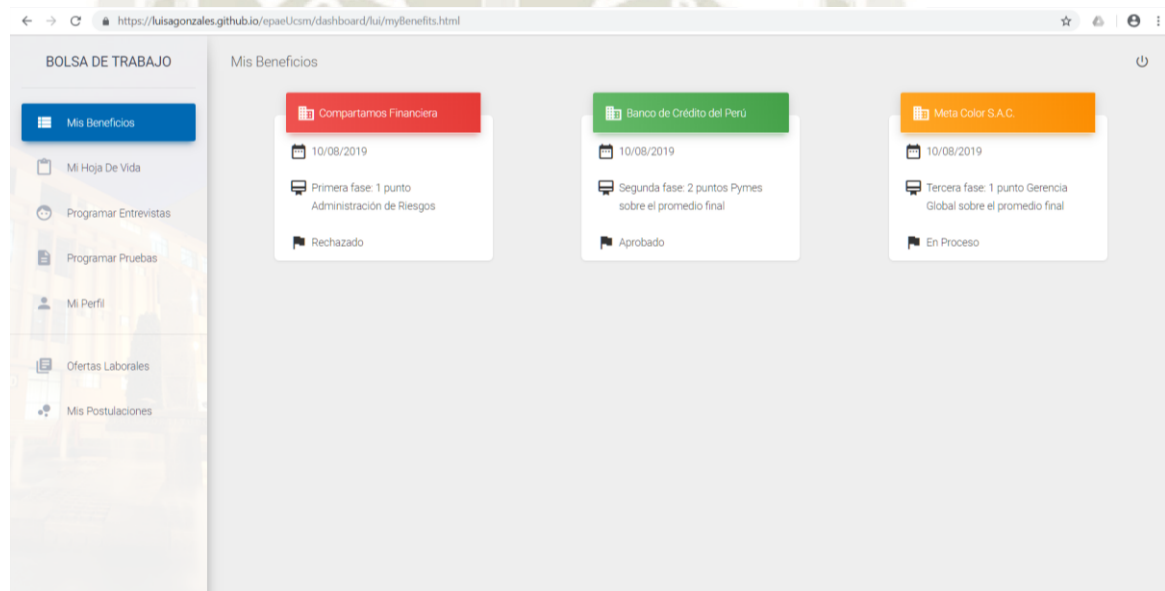 https://luisagonzales.github.io/epaeUcsm/dashboard/lui/myBenefits.html
BOLSA DE TRABAJO
Mis Beneficios
Mi Hoja De Vida
Programar Entrevistas
Programar Pruebas
Mi Perfil
Ofertas Laborales
Mis Postulaciones
Mis Beneficios
Compartamos Financiera
10/08/2019
Primera fase: 1 punto
Administración de Riesgos
Rechazado
Banco de Crédito del Perú
10/08/2019
Segunda fase: 2 puntos Pymes
sobre el promedio final
Aprobado
Meta Color S.A.C.
10/08/2019
Tercera fase: 1 punto Gerencia
Global sobre el promedio final
En Proceso